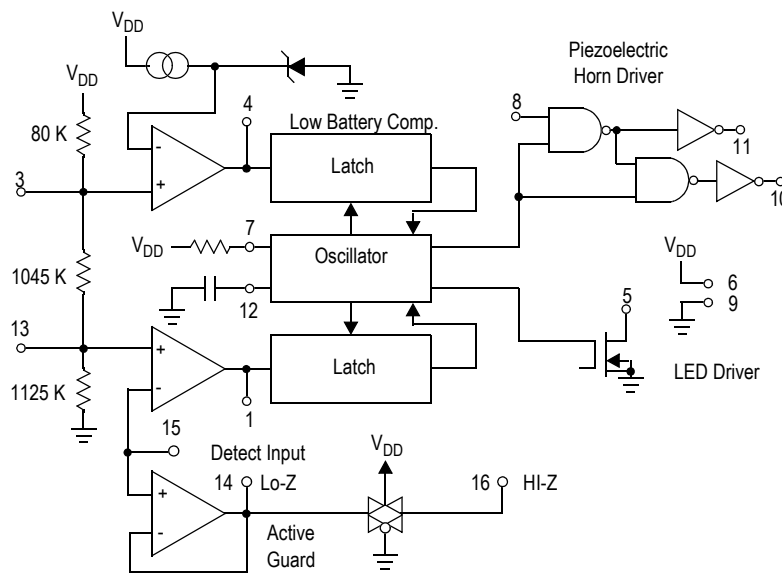 VDD
Piezoelectric
Horn Driver
VDD
4
8
80 K
Low Battery Comp.
-
+
Latch
11
3
10
7
VDD
Oscillator
VDD
1045 K
6
12
5
9
13
+
-
Latch
LED Driver
1125 K
1
15
VDD
Detect Input
14
Lo-Z
16
HI-Z
+
-
Active
Guard